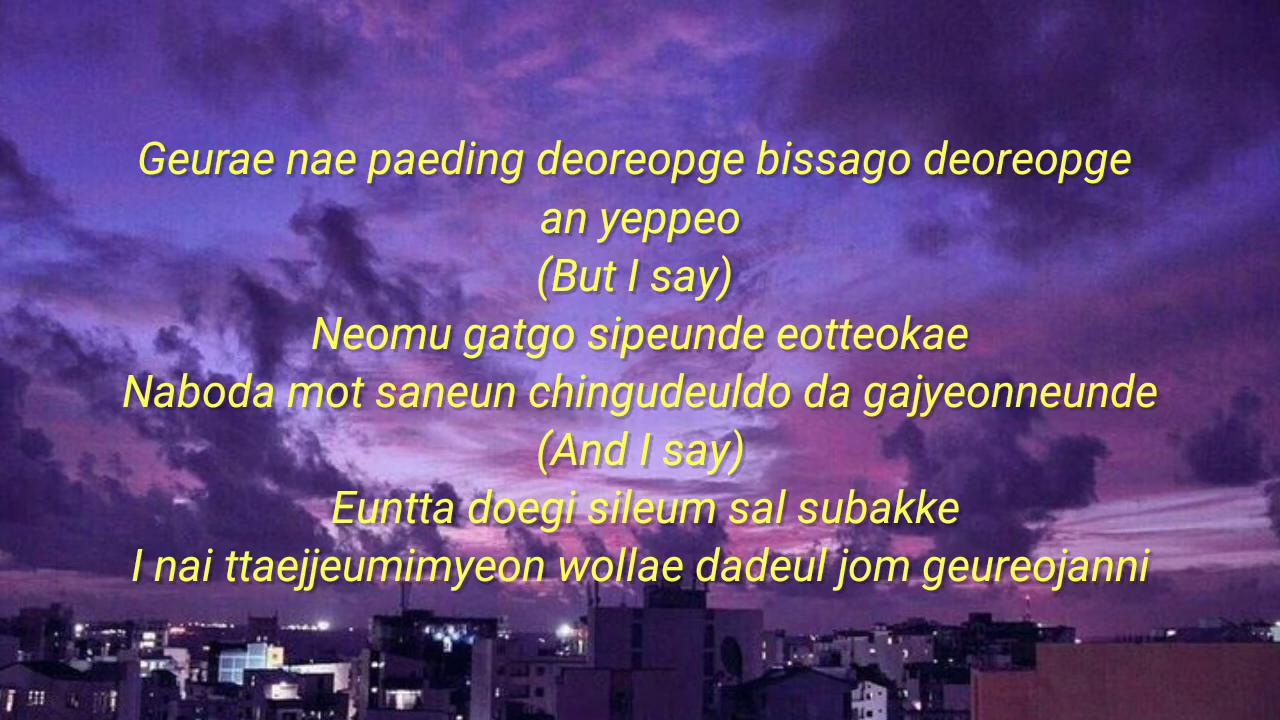 Geurae nae paeding deoreopge bissago deoreopge
an yeppeo
(But I say)
Neomu gatgo sipeunde eotteokae
Naboda mot saneun chingudeuldo da gajyeonneunde
(And I say)
Euntta doegi sileum sal subakke
I nai ttaejjeumimyeon wollae dadeul jom geureojanni